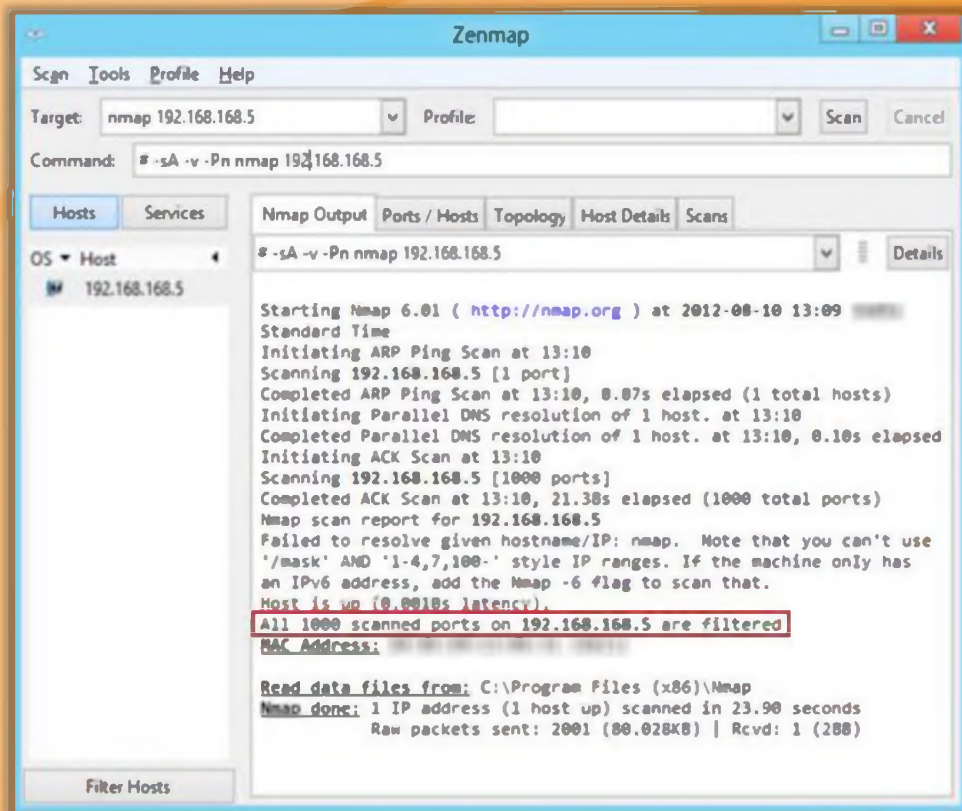 Zenmap
Scan Tools Profile Help
Target: nmap 192.168.168.5 Profile: Scan Cancel
Command: # -sA -v -Pn nmap 192.168.168.5
Hosts Services
Nmap Output Ports / Hosts Topology Host Details Scans
OS Host
192.168.168.5
# -sA -v -Pn nmap 192.168.168.5 Details
Starting Nmap 6.01 ( http://nmap.org ) at 2012-08-10 13:09
Standard Time
Initiating ARP Ping Scan at 13:10
Scanning 192.168.168.5 [1 port]
Completed ARP Ping Scan at 13:10, 0.07s elapsed (1 total hosts)
Initiating Parallel DNS resolution of 1 host. at 13:10
Completed Parallel DNS resolution of 1 host. at 13:10, 0.10s elapsed
Initiating ACK Scan at 13:10
Scanning 192.168.168.5 [1000 ports]
Completed ACK Scan at 13:10, 21.38s elapsed (1000 total ports)
Nmap scan report for 192.168.168.5
Failed to resolve given hostname/IP: nmap. Note that you can't use
'/mask' AND '1-4,7,100-' style IP ranges. If the machine only has
an IPv6 address, add the Nmap -6 flag to scan that.
Host is up (0.0010s latency).
All 1000 scanned ports on 192.168.168.5 are filtered
MAC Address:
Read data files from: C:\Program Files (x86)\Nmap
Nmap done: 1 IP address (1 host up) scanned in 23.90 seconds
Raw packets sent: 2001 (80.028KB) | Rcvd: 1 (28B)
Filter Hosts